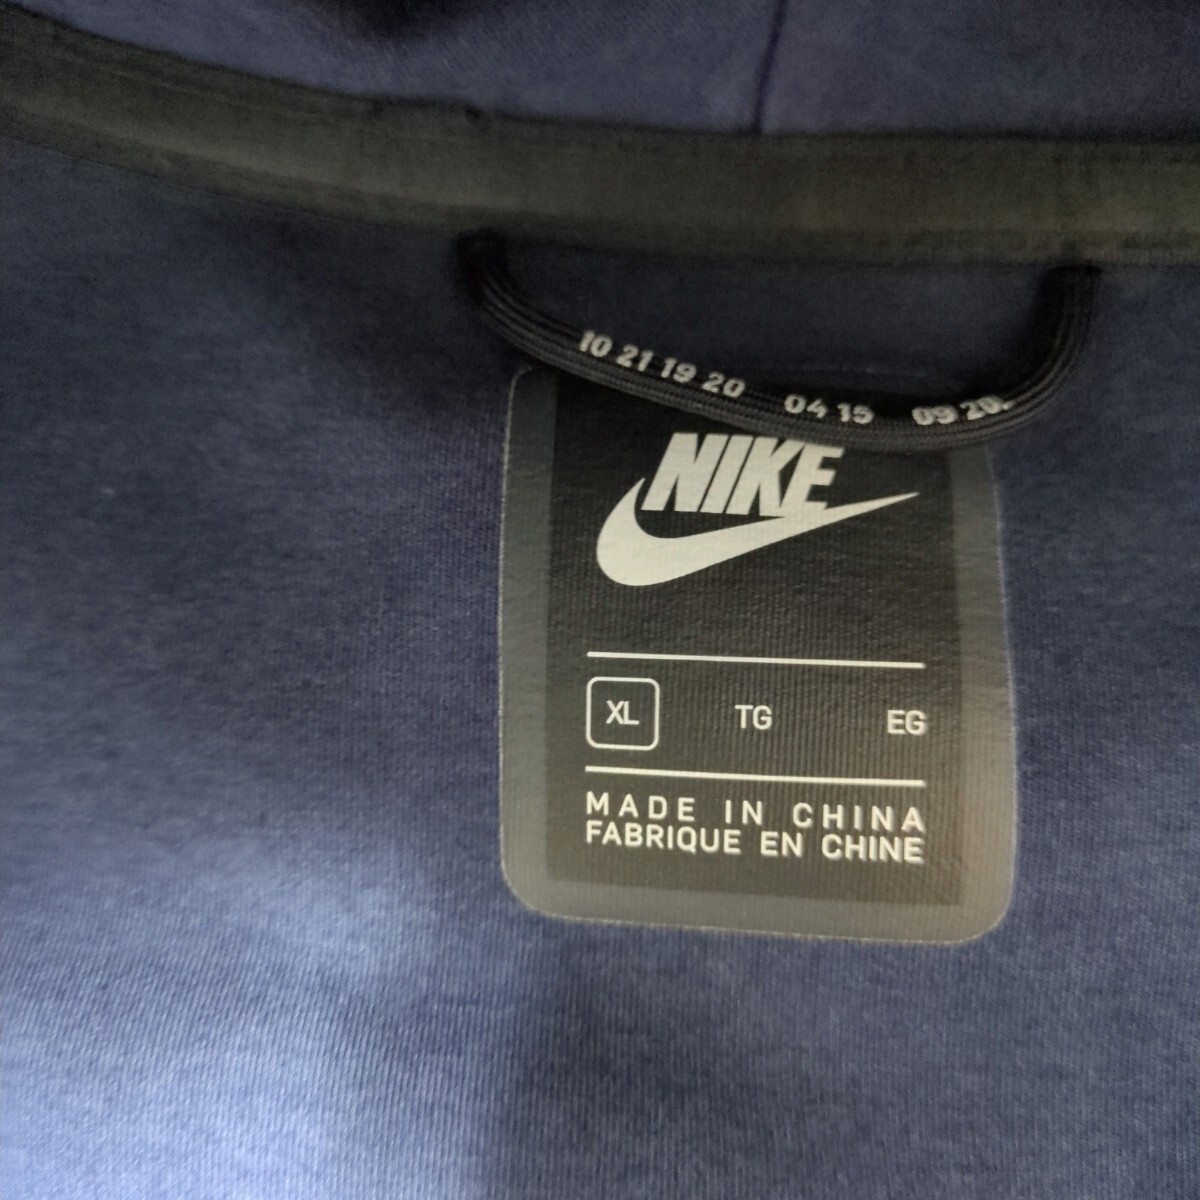 10 21 19 20 04 15 09 20.
NIKE
XL TG EG
MADE IN CHINA
FABRIQUE EN CHINE